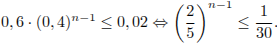 0,6 · (0,4)^{n−1} ≤ 0,02 ⇔ (2/5)^{n−1} ≤ 1/30.